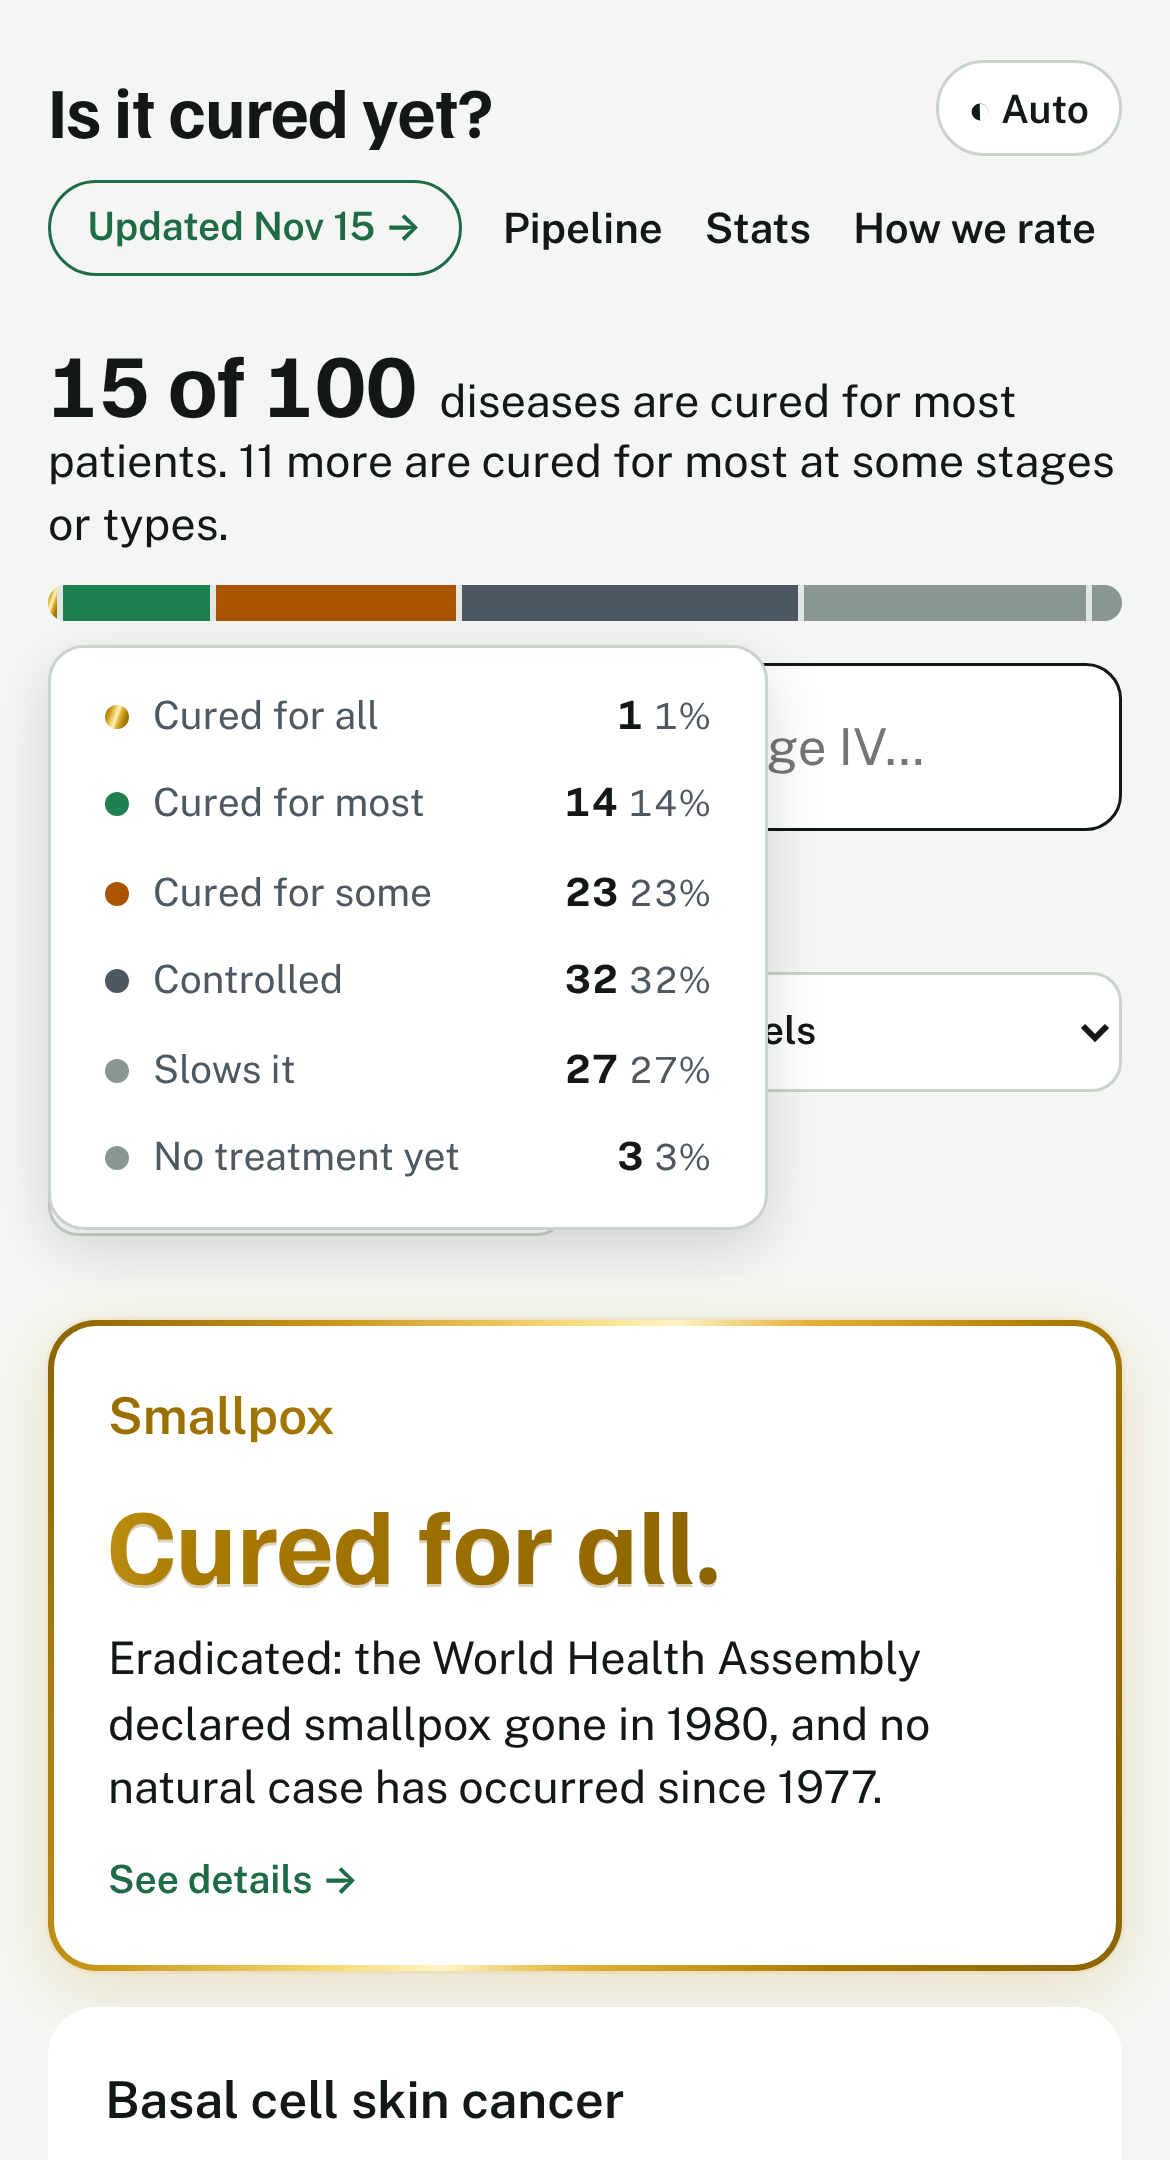 Is it cured yet?
Auto
Updated Nov 15 →
Pipeline
Stats
How we rate
15 of 100 diseases are cured for most
patients. 11 more are cured for most at some stages
or types.
Cured for all 1 1%
Cured for most 14 14%
Cured for some 23 23%
Controlled 32 32%
Slows it 27 27%
No treatment yet 3 3%
ge IV...
els
Smallpox
Cured for all.
Eradicated: the World Health Assembly
declared smallpox gone in 1980, and no
natural case has occurred since 1977.
See details →
Basal cell skin cancer